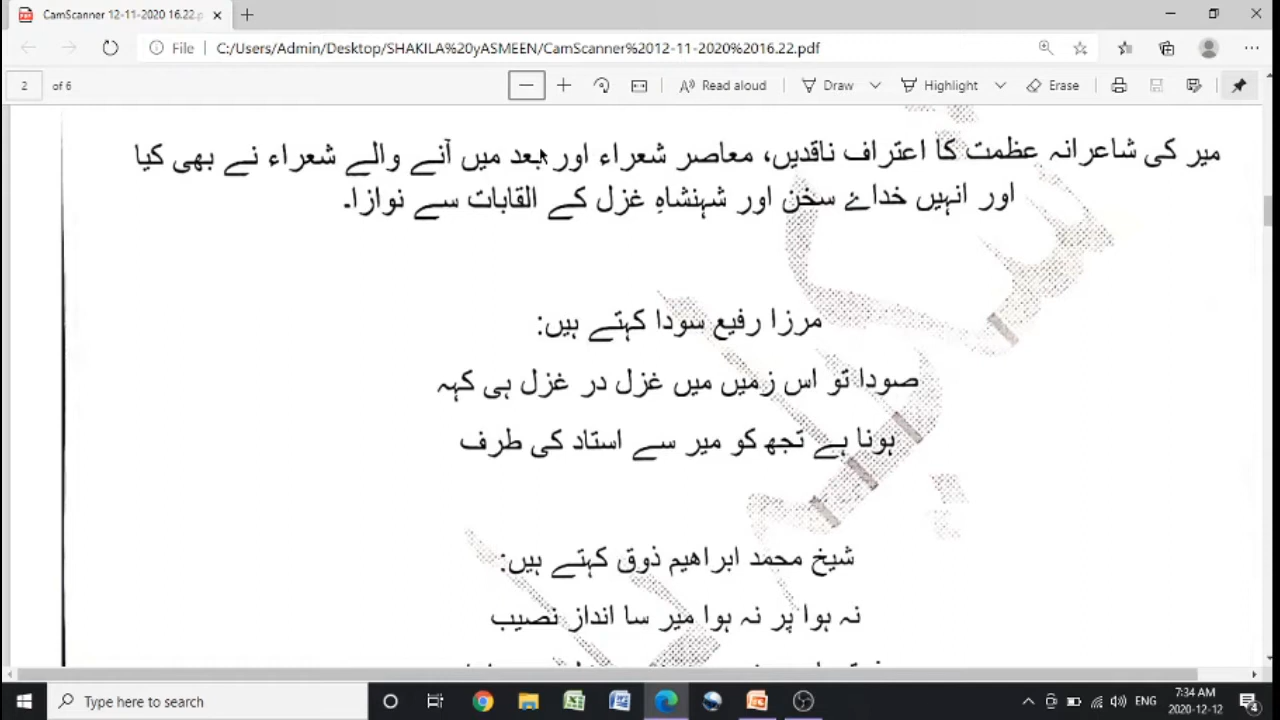 CamScanner 12-11-2020 16.22.p
File C:/Users/Admin/Desktop/SHAKILA%20yASMEEN/CamScanner%2012-11-2020%2016.22.pdf
2 of 6 Read aloud Draw Highlight Erase
میر کی شاعرانہ عظمت کا اعتراف ناقدیں، معاصر شعراء اور بعد میں آنے والے شعراء نے بھی کیا
اور انہیں خداۓ سخن اور شہنشاہِ غزل کے القابات سے نوازا۔
مرزا رفیع سودا کہتے ہیں:
صودا تو اس زمیں میں غزل در غزل ہی کہہ
ہونا ہے تجھ کو میر سے استاد کی طرف
شیخ محمد ابراھیم ذوق کہتے ہیں:
نہ ہوا پر نہ ہوا میر سا انداز نصیب
Type here to search
ENG
7:34 AM
2020-12-12
4